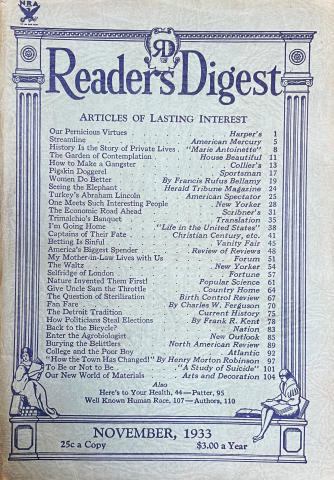 NRA
RD
Reader's Digest
ARTICLES OF LASTING INTEREST
Our Pernicious Virtues . . . Harper's 1
Streamline . . . American Mercury 5
History Is the Story of Private Lives . "Marie Antoinette" 8
The Garden of Contemplation . House Beautiful 11
How to Make a Gangster . . . Collier's 13
Pigskin Doggerel . . . Sportsman 17
Women Do Better . By Francis Rufus Bellamy 19
Seeing the Elephant . Herald Tribune Magazine 24
Turkey's Abraham Lincoln . American Spectator 25
One Meets Such Interesting People . New Yorker 28
The Economic Road Ahead . . Scribner's 31
Trimalchio's Banquet . . . Translation 35
I'm Going Home . "Life in the United States" 38
Captains of Their Fate . Christian Century, etc. 41
Betting Is Sinful . . . Vanity Fair 45
America's Biggest Spender . Review of Reviews 48
My Mother-in-Law Lives with Us . Forum 51
The Waltz . . . New Yorker 54
Selfridge of London . . . Fortune 57
Nature Invented Them First! . Popular Science 61
Give Uncle Sam the Throttle . Country Home 64
The Question of Sterilization . Birth Control Review 67
Fan Fare . . . By Charles W. Ferguson 70
The Detroit Tradition . . Current History 75
How Politicians Steal Elections . By Frank R. Kent 78
Back to the Bicycle? . . . Nation 83
Enter the Agrobiologist . . New Outlook 85
Burying the Belittlers . North American Review 89
College and the Poor Boy . . Atlantic 92
"How the Town Has Changed!" By Henry Morton Robinson 97
To Be or Not to Be . "A Study of Suicide" 101
Our New World of Materials . Arts and Decoration 104
Also
Here's to Your Health, 44—Patter, 95
Well Known Human Race, 107—Authors, 110
NOVEMBER, 1933
25c a Copy $3.00 a Year